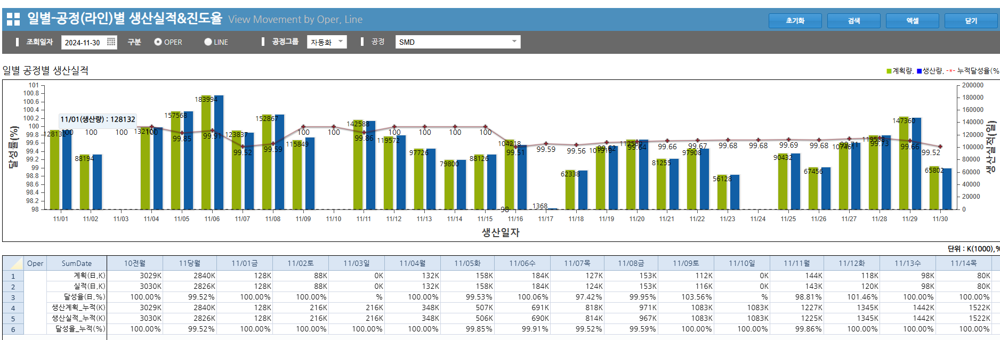 일별-공정(라인)별 생산실적&진도율 View Movement by Oper, Line
초기화 검색 엑셀 닫기
조회일자 2024-11-30 구분 OPER LINE 공정그룹 자동화 공정 SMD
일별 공정별 생산실적
계획량, 생산량, -*- 누적달성율(%
달성률(%)
101
100.8
100.6
100.4
100.2
100
99.8
99.6
99.4
99.2
99
98.8
98.6
98.4
98.2
98
11/01(생산량) : 128132
128132 88194 132101 157568 183994 123837 152867 115849 142588 119572 97726 79800 88126 104218 1368 62338 81255 97908 56128 90432 67456 147360 65802
100 100 100 100 99.85 99.91 99.52 99.59 100 100 99.86 100 100 100 100 99.51 99.59 99.56 99.62 99.64 99.66 99.67 99.68 99.68 99.69 99.68 99.71 99.73 99.66 99.52
98
200000
180000
160000
140000
120000
100000
80000
60000
40000
20000
0
생산실적(일)
11/01 11/02 11/03 11/04 11/05 11/06 11/07 11/08 11/09 11/10 11/11 11/12 11/13 11/14 11/15 11/16 11/17 11/18 11/19 11/20 11/21 11/22 11/23 11/24 11/25 11/26 11/27 11/28 11/29 11/30
생산일자
단위 : K(1000),%
Oper SumDate 10전월 11당월 11/01금 11/02토 11/03일 11/04월 11/05화 11/06수 11/07목 11/08금 11/09토 11/10일 11/11월 11/12화 11/13수 11/14목
1 계획(日,K) 3029K 2840K 128K 88K 0K 132K 158K 184K 127K 153K 112K 0K 144K 118K 98K 80K
2 실적(日,K) 3030K 2826K 128K 88K 0K 132K 158K 184K 124K 153K 116K 0K 143K 120K 98K 80K
3 달성율(日,%) 100.00% 99.52% 100.00% 100.00% % 100.00% 99.53% 100.06% 97.42% 99.95% 103.56% % 98.81% 101.46% 100.00% 100.00%
4 생산계획_누적(K) 3029K 2840K 128K 216K 216K 348K 507K 691K 818K 971K 1083K 1083K 1227K 1345K 1442K 1522K
5 생산실적_누적(K) 3030K 2826K 128K 216K 216K 348K 506K 690K 814K 967K 1083K 1083K 1225K 1345K 1442K 1522K
6 달성율_누적(%) 100.00% 99.52% 100.00% 100.00% 100.00% 100.00% 99.85% 99.91% 99.52% 99.59% 100.00% 100.00% 99.86% 100.00% 100.00% 100.00%